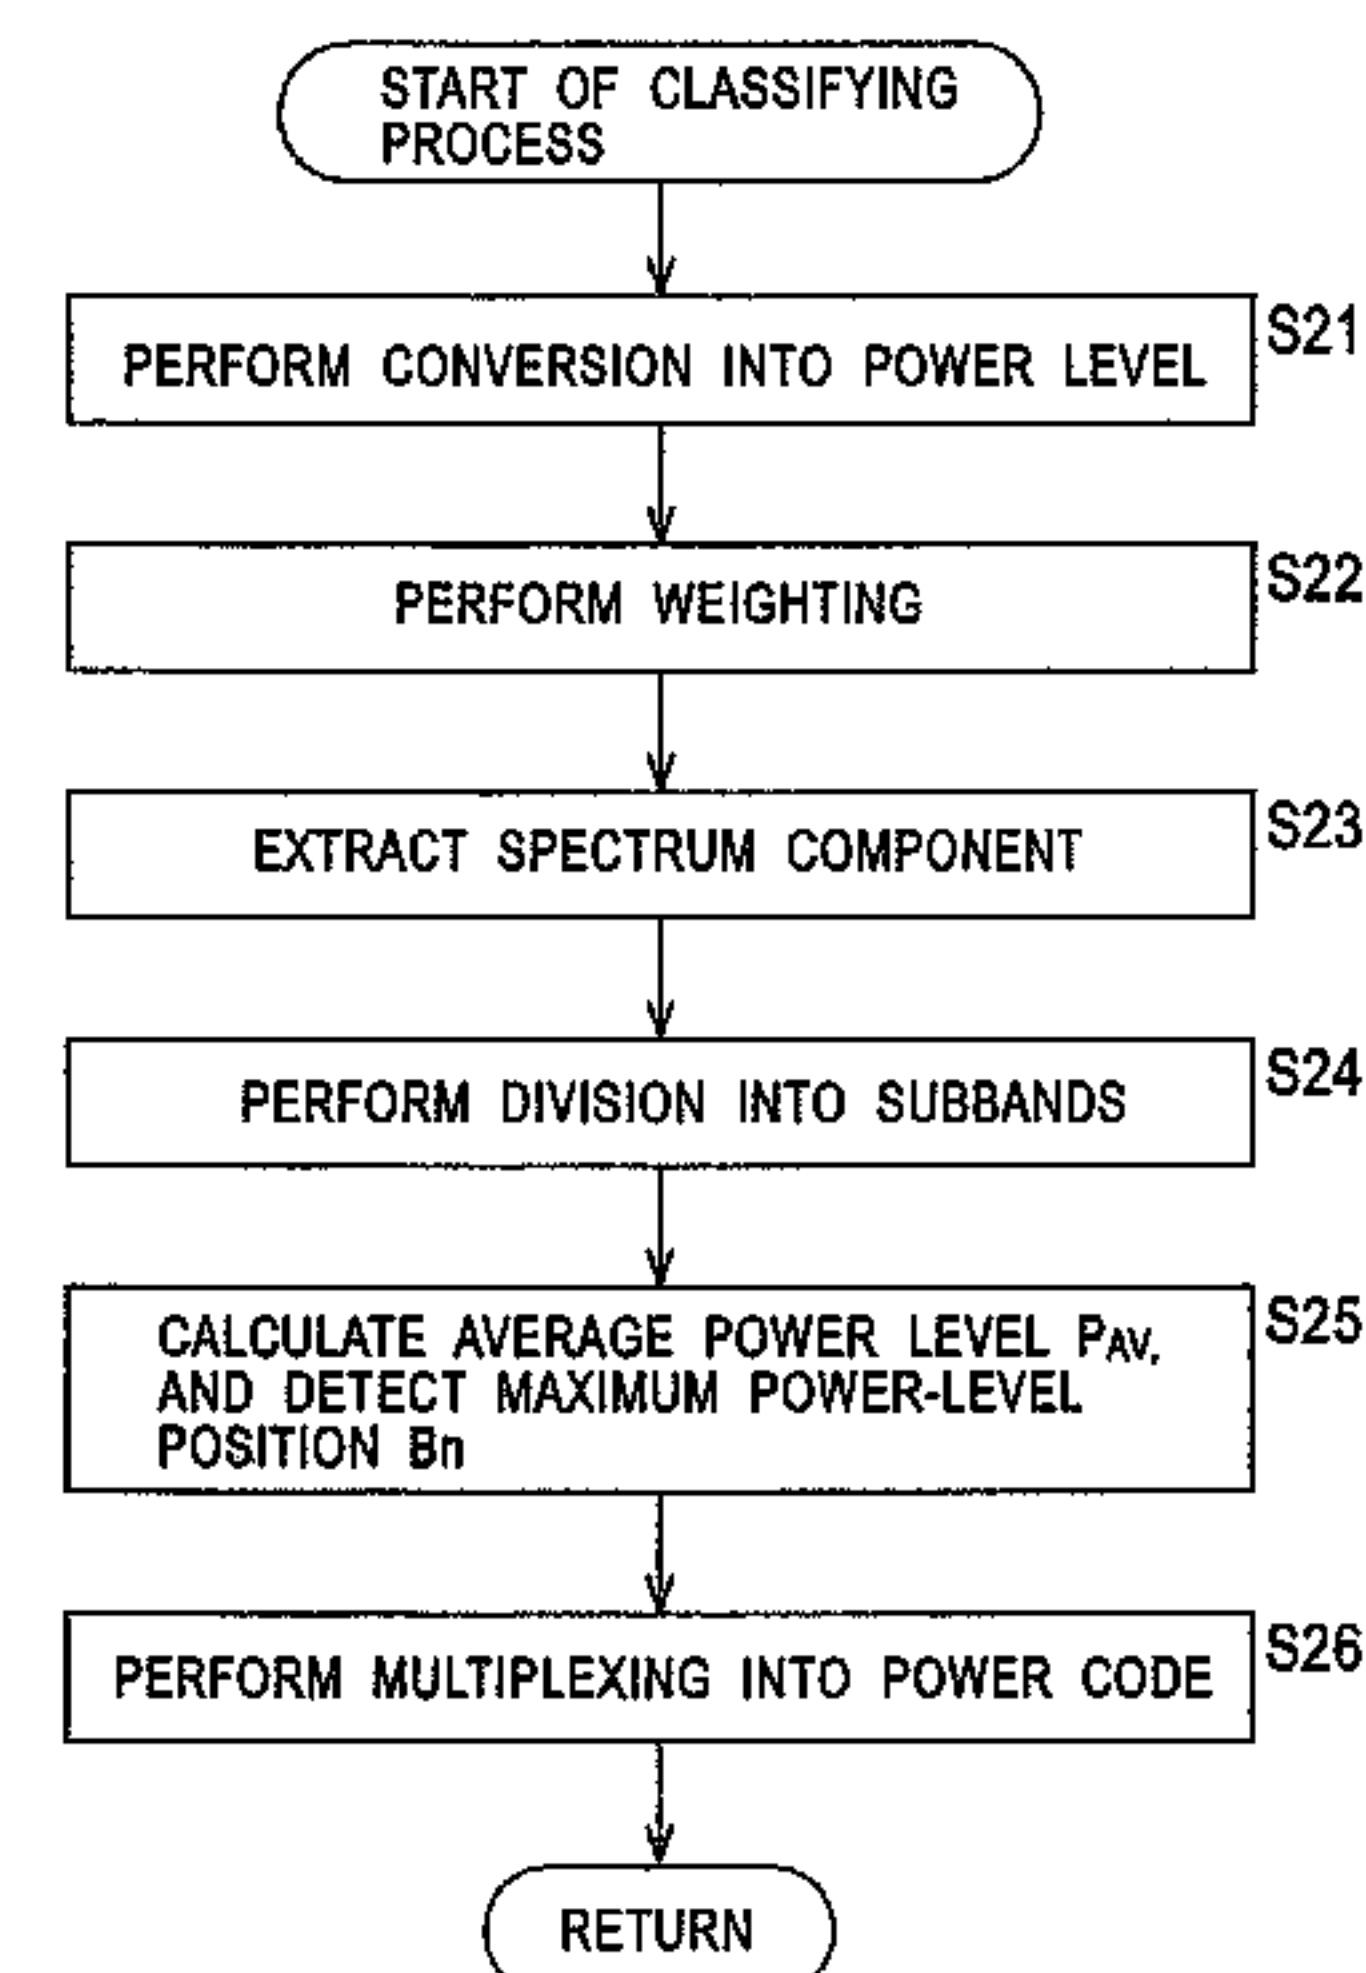 START OF CLASSIFYING
PROCESS
PERFORM CONVERSION INTO POWER LEVEL
S21
PERFORM WEIGHTING
S22
EXTRACT SPECTRUM COMPONENT
S23
PERFORM DIVISION INTO SUBBANDS
S24
CALCULATE AVERAGE POWER LEVEL PAV,
AND DETECT MAXIMUM POWER-LEVEL
POSITION Bn
S25
PERFORM MULTIPLEXING INTO POWER CODE
S26
RETURN